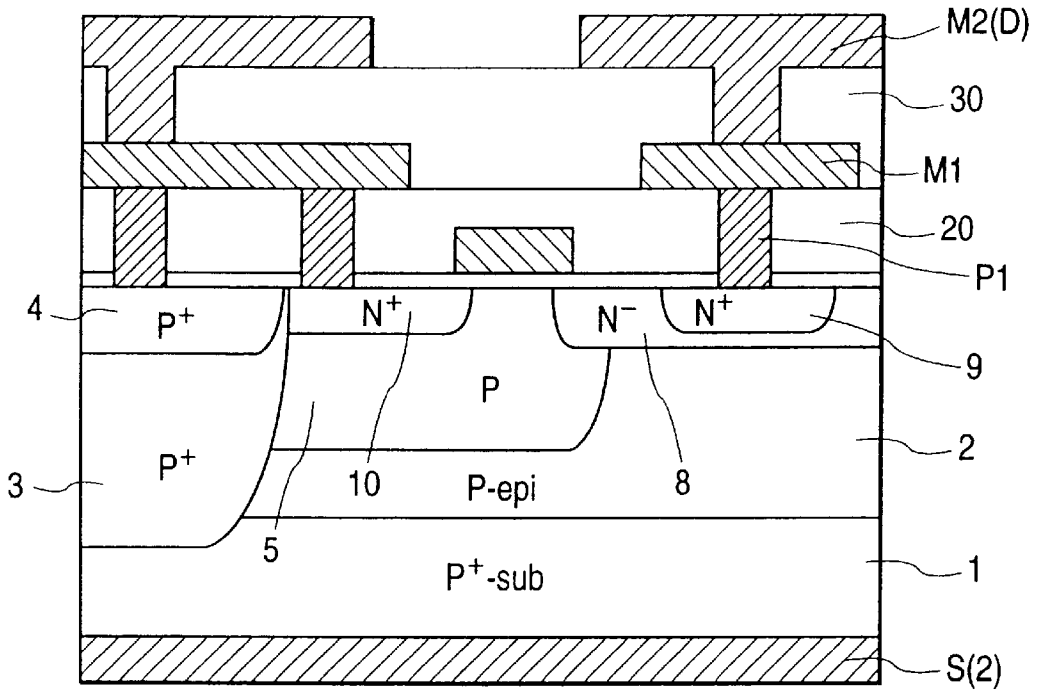 M2(D)
30
M1
20
P1
4
P+
N+
N-
N+
9
P
2
3
P+
10
8
P-epi
5
P+-sub
1
S(2)